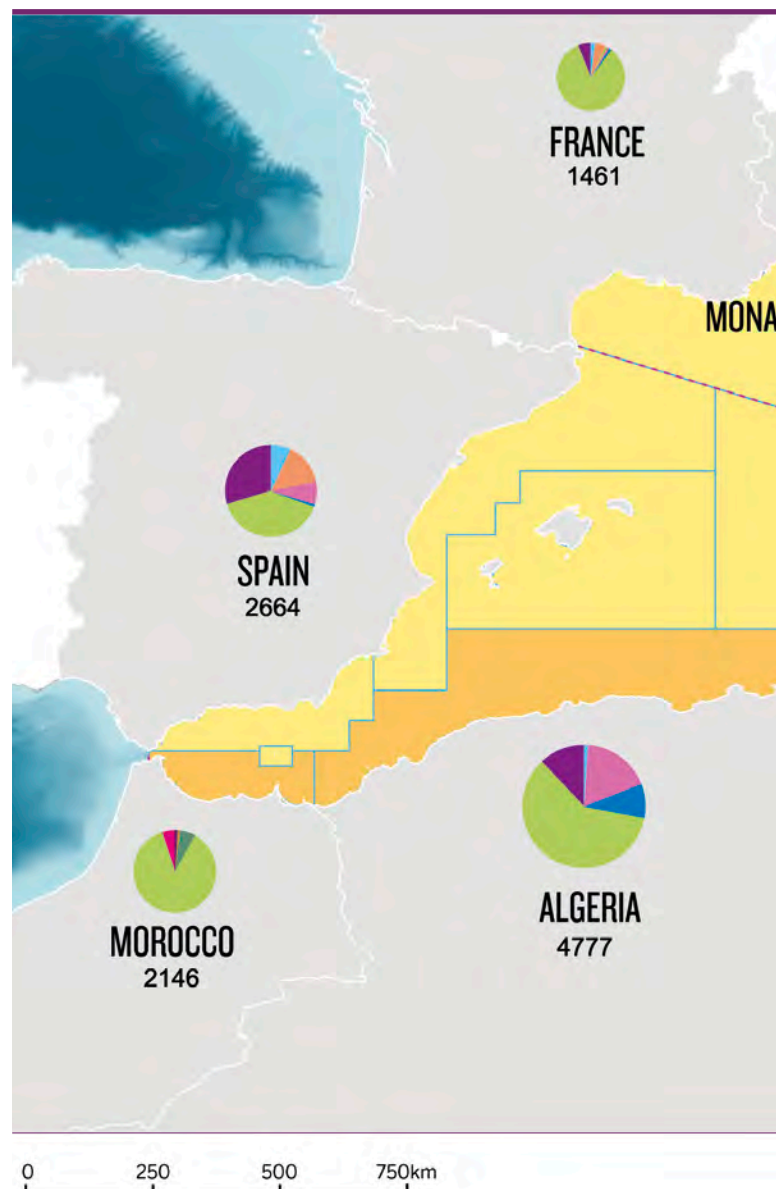 FRANCE
1461
MONA
SPAIN
2664
ALGERIA
4777
MOROCCO
2146
0 250 500 750km